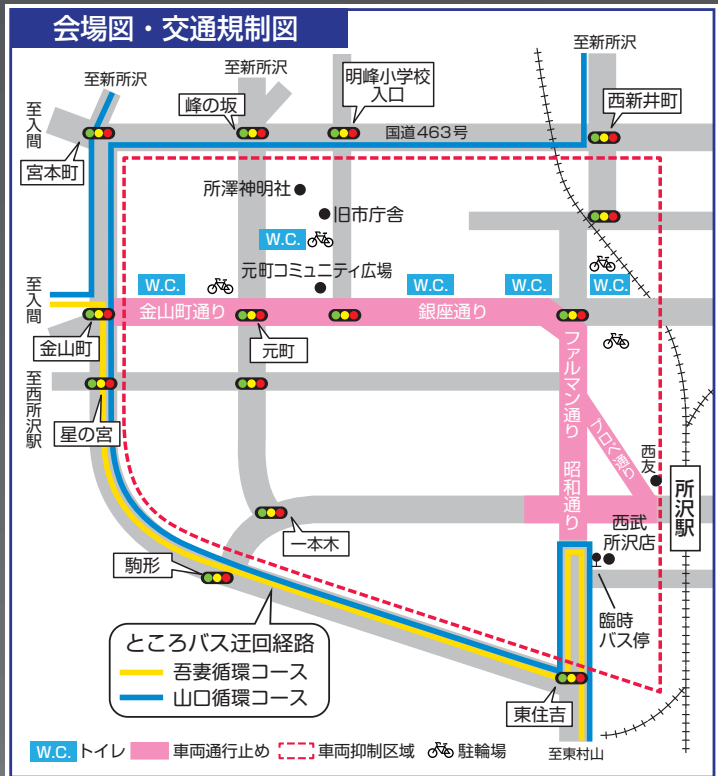 会場図・交通規制図
至新所沢
至新所沢
至新所沢
明峰小学校
入口
峰の坂
西新井町
至入間
宮本町
国道463号
所澤神明社
旧市庁舎
W.C.
元町コミュニティ広場
W.C.
W.C.
W.C.
W.C.
至入間
金山町通り
銀座通り
金山町
元町
ファルマン通り
至西所沢駅
星の宮
プロペ通り
西友
昭和通り
所沢駅
西武
所沢店
一本木
駒形
臨時
バス停
ところバス迂回経路
吾妻循環コース
山口循環コース
東住吉
至東村山
W.C. トイレ 車両通行止め 車両抑制区域 駐輪場